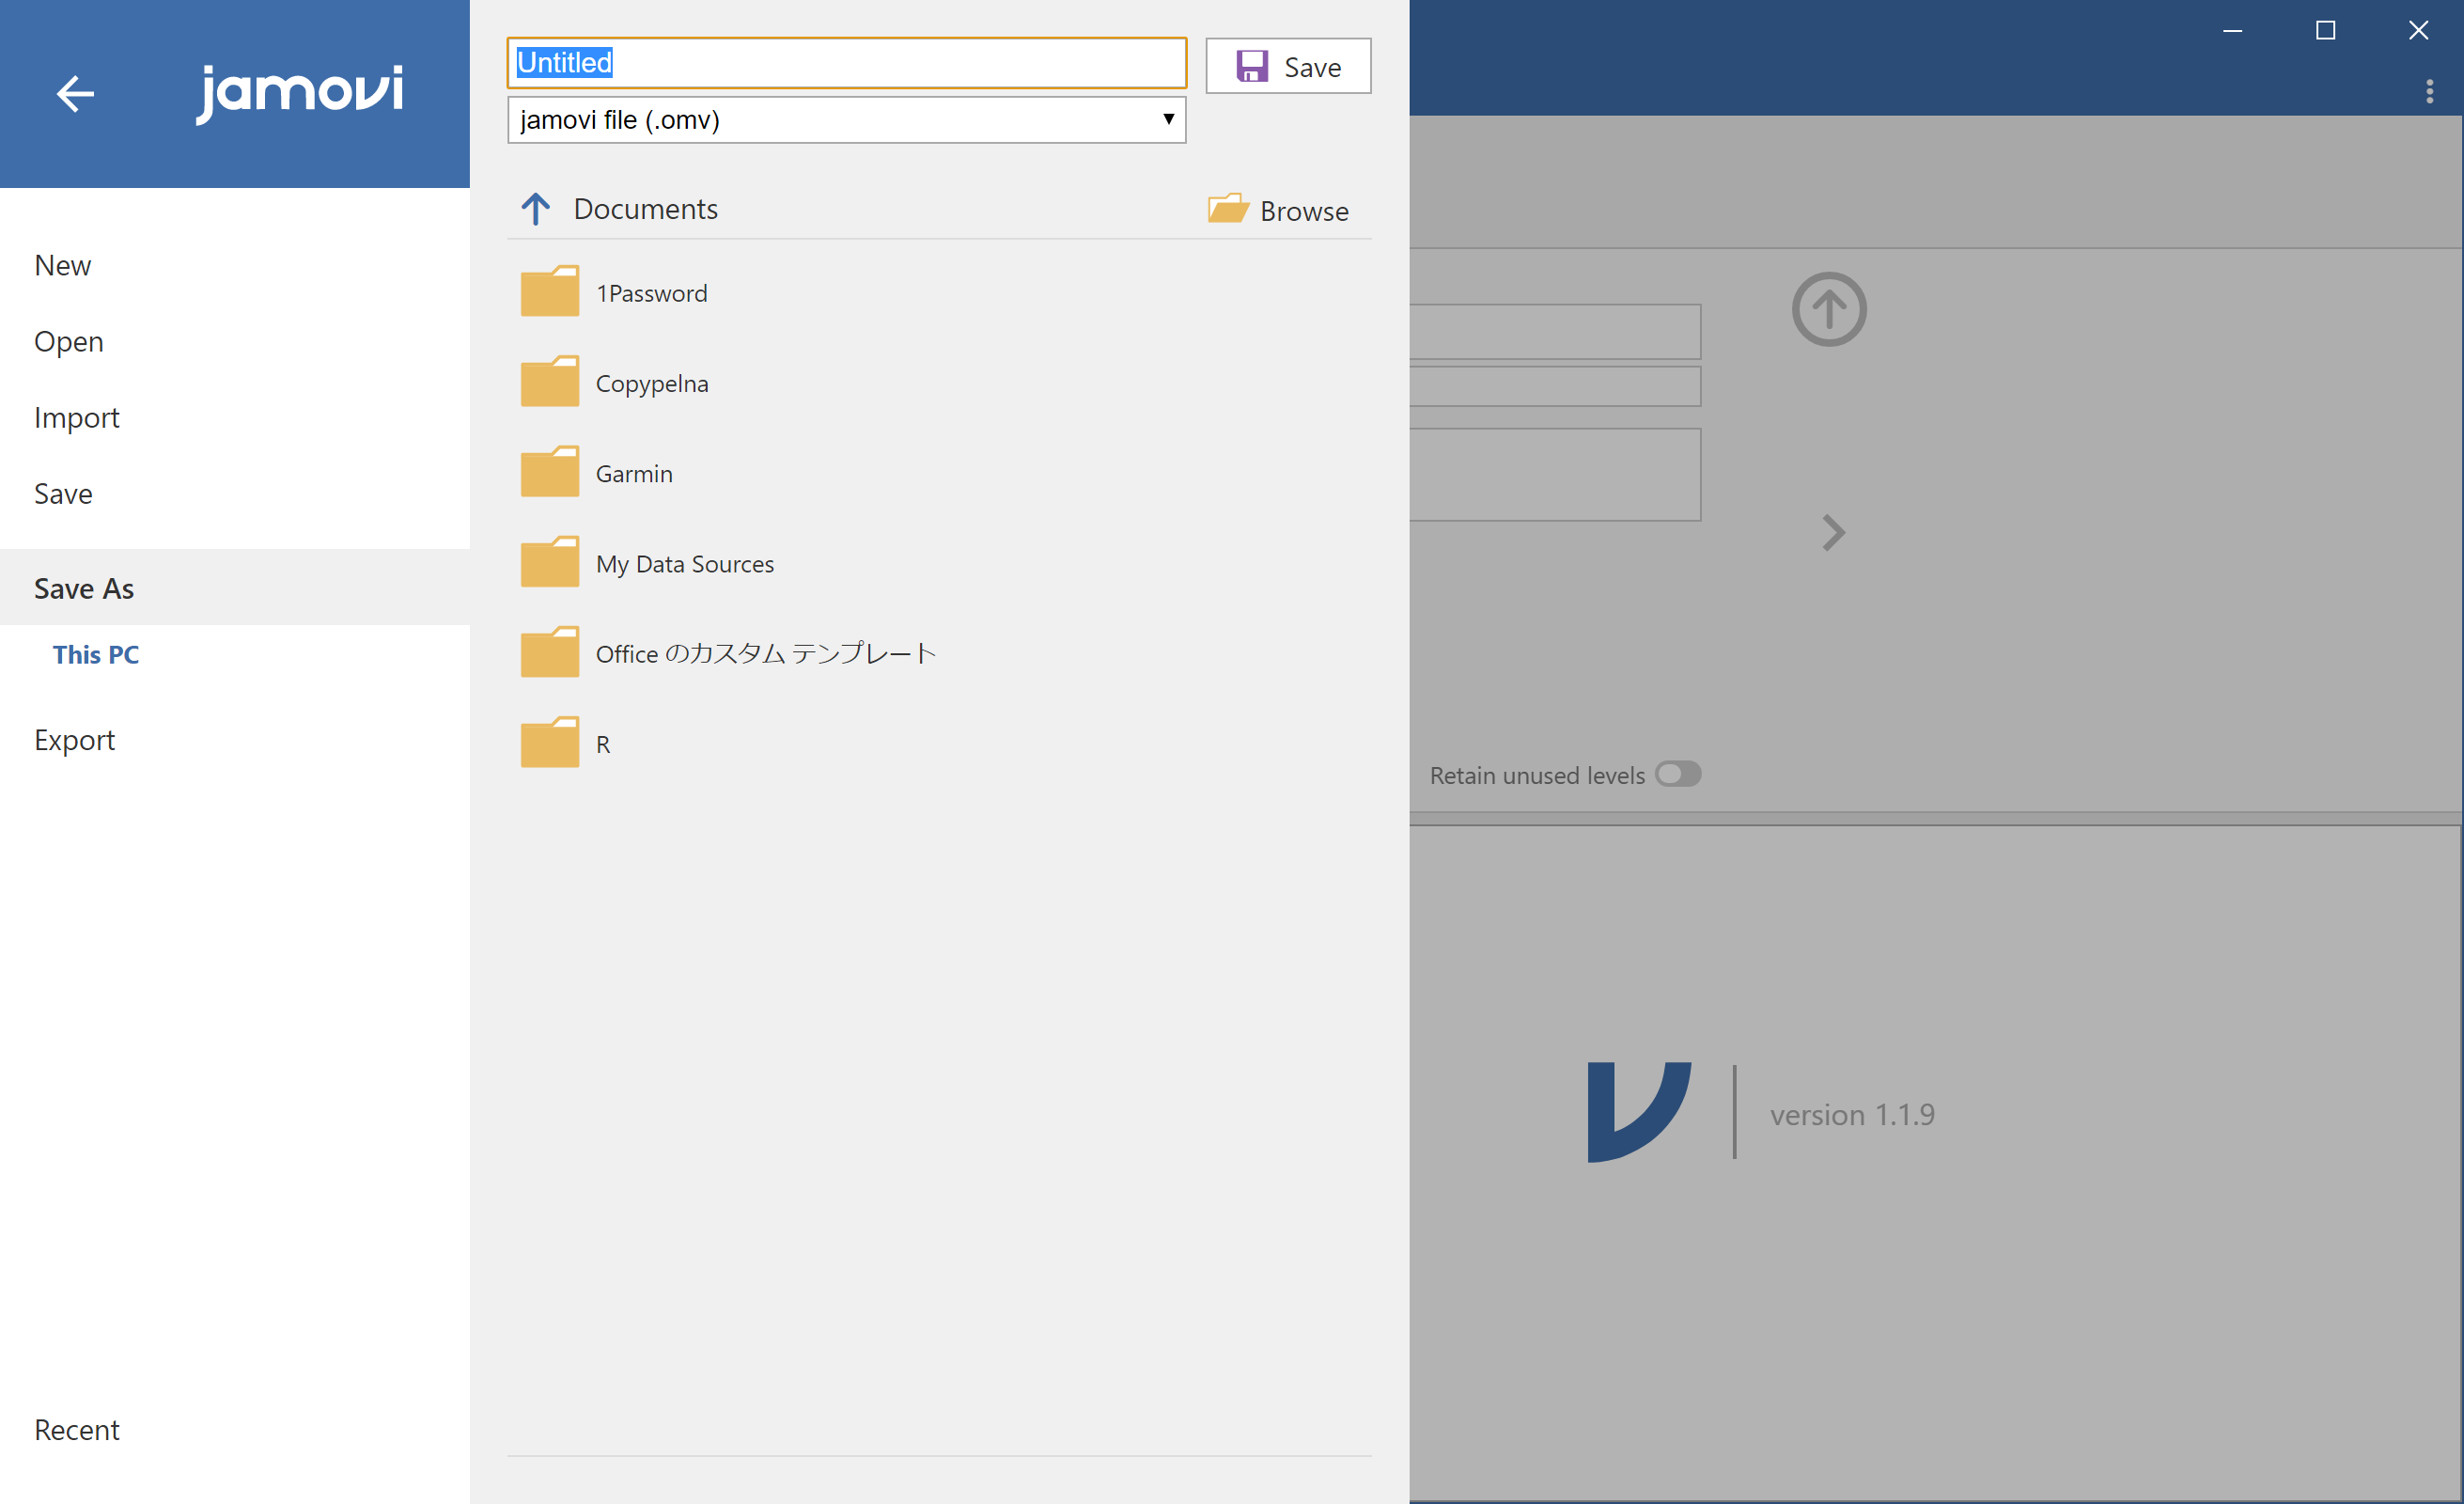 jamovi
New
Open
Import
Save
Save As
This PC
Export
Recent
Untitled
Save
jamovi file (.omv)
Documents
Browse
1Password
Copypelna
Garmin
My Data Sources
Office のカスタム テンプレート
R
Retain unused levels
version 1.1.9